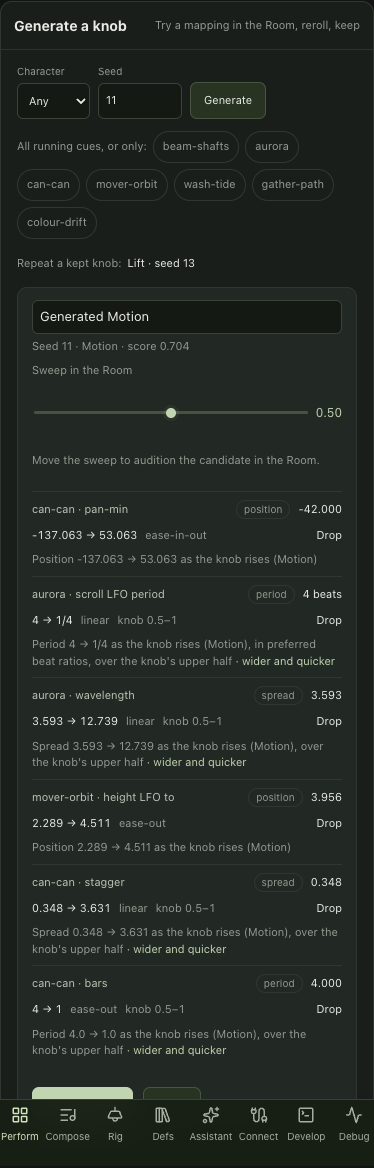 Generate a knob Try a mapping in the Room, reroll, keep
Character Seed
Any 11 Generate
All running cues, or only: beam-shafts aurora
can-can mover-orbit wash-tide gather-path
colour-drift
Repeat a kept knob: Lift · seed 13
Generated Motion
Seed 11 · Motion · score 0.704
Sweep in the Room
0.50
Move the sweep to audition the candidate in the Room.
can-can · pan-min position -42.000
-137.063 → 53.063 ease-in-out Drop
Position -137.063 → 53.063 as the knob rises (Motion)
aurora · scroll LFO period period 4 beats
4 → 1/4 linear knob 0.5–1 Drop
Period 4 → 1/4 as the knob rises (Motion), in preferred
beat ratios, over the knob's upper half · wider and quicker
aurora · wavelength spread 3.593
3.593 → 12.739 linear knob 0.5–1 Drop
Spread 3.593 → 12.739 as the knob rises (Motion), over
the knob's upper half · wider and quicker
mover-orbit · height LFO to position 3.956
2.289 → 4.511 ease-out Drop
Position 2.289 → 4.511 as the knob rises (Motion)
can-can · stagger spread 0.348
0.348 → 3.631 linear knob 0.5–1 Drop
Spread 0.348 → 3.631 as the knob rises (Motion), over the
knob's upper half · wider and quicker
can-can · bars period 4.000
4 → 1 ease-out knob 0.5–1 Drop
Period 4.0 → 1.0 as the knob rises (Motion), over the
knob's upper half · wider and quicker
Perform Compose Rig Defs Assistant Connect Develop Debug